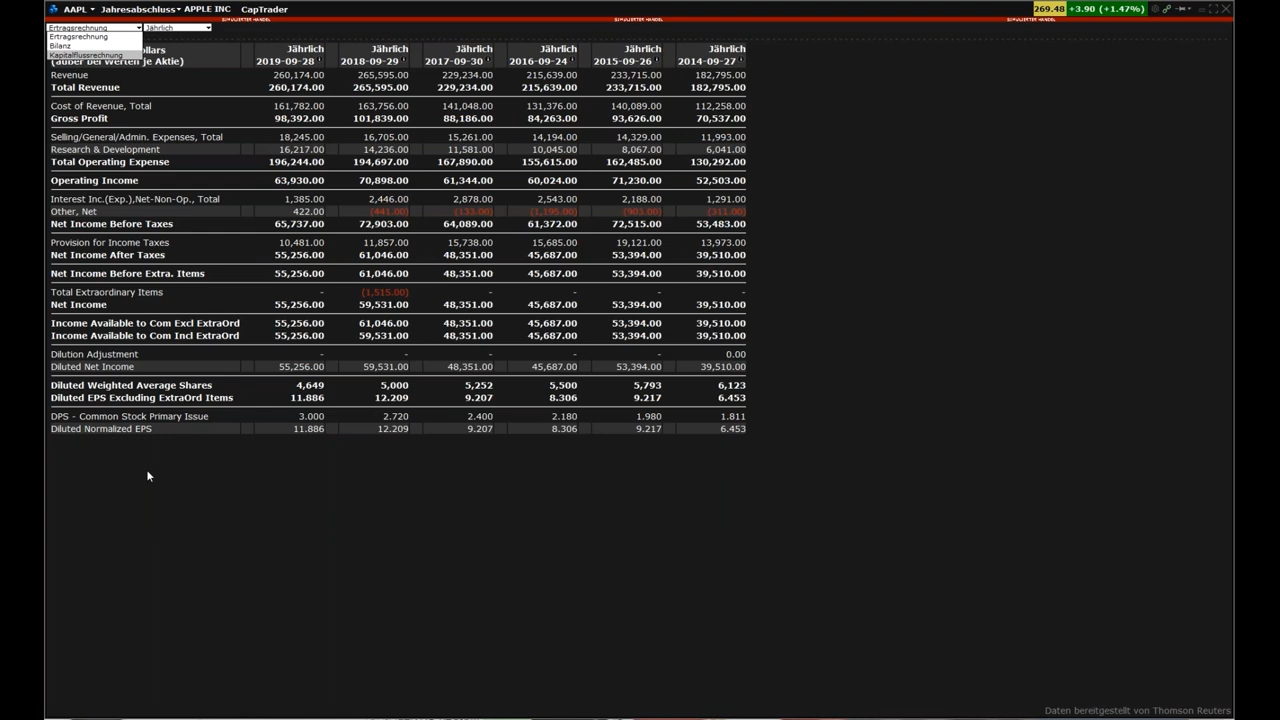 AAPL Jahresabschluss APPLE INC CapTrader 269.48 +3.90 (+1.47%)
SIMULIERTER HANDEL SIMULIERTER HANDEL SIMULIERTER HANDEL
Ertragsrechnung Jährlich
Ertragsrechnung
Bilanz
Kapitalflussrechnung
ollars Jährlich Jährlich Jährlich Jährlich Jährlich Jährlich
(außer bei Werten je Aktie) 2019-09-28 2018-09-29 2017-09-30 2016-09-24 2015-09-26 2014-09-27
Revenue 260,174.00 265,595.00 229,234.00 215,639.00 233,715.00 182,795.00
Total Revenue 260,174.00 265,595.00 229,234.00 215,639.00 233,715.00 182,795.00
Cost of Revenue, Total 161,782.00 163,756.00 141,048.00 131,376.00 140,089.00 112,258.00
Gross Profit 98,392.00 101,839.00 88,186.00 84,263.00 93,626.00 70,537.00
Selling/General/Admin. Expenses, Total 18,245.00 16,705.00 15,261.00 14,194.00 14,329.00 11,993.00
Research & Development 16,217.00 14,236.00 11,581.00 10,045.00 8,067.00 6,041.00
Total Operating Expense 196,244.00 194,697.00 167,890.00 155,615.00 162,485.00 130,292.00
Operating Income 63,930.00 70,898.00 61,344.00 60,024.00 71,230.00 52,503.00
Interest Inc.(Exp.),Net-Non-Op., Total 1,385.00 2,446.00 2,878.00 2,543.00 2,188.00 1,291.00
Other, Net 422.00 (441.00) (133.00) (1,195.00) (903.00) (311.00)
Net Income Before Taxes 65,737.00 72,903.00 64,089.00 61,372.00 72,515.00 53,483.00
Provision for Income Taxes 10,481.00 11,857.00 15,738.00 15,685.00 19,121.00 13,973.00
Net Income After Taxes 55,256.00 61,046.00 48,351.00 45,687.00 53,394.00 39,510.00
Net Income Before Extra. Items 55,256.00 61,046.00 48,351.00 45,687.00 53,394.00 39,510.00
Total Extraordinary Items - (1,515.00) - - - -
Net Income 55,256.00 59,531.00 48,351.00 45,687.00 53,394.00 39,510.00
Income Available to Com Excl ExtraOrd 55,256.00 61,046.00 48,351.00 45,687.00 53,394.00 39,510.00
Income Available to Com Incl ExtraOrd 55,256.00 59,531.00 48,351.00 45,687.00 53,394.00 39,510.00
Dilution Adjustment - - - - - 0.00
Diluted Net Income 55,256.00 59,531.00 48,351.00 45,687.00 53,394.00 39,510.00
Diluted Weighted Average Shares 4,649 5,000 5,252 5,500 5,793 6,123
Diluted EPS Excluding ExtraOrd Items 11.886 12.209 9.207 8.306 9.217 6.453
DPS - Common Stock Primary Issue 3.000 2.720 2.400 2.180 1.980 1.811
Diluted Normalized EPS 11.886 12.209 9.207 8.306 9.217 6.453
Daten bereitgestellt von Thomson Reuters